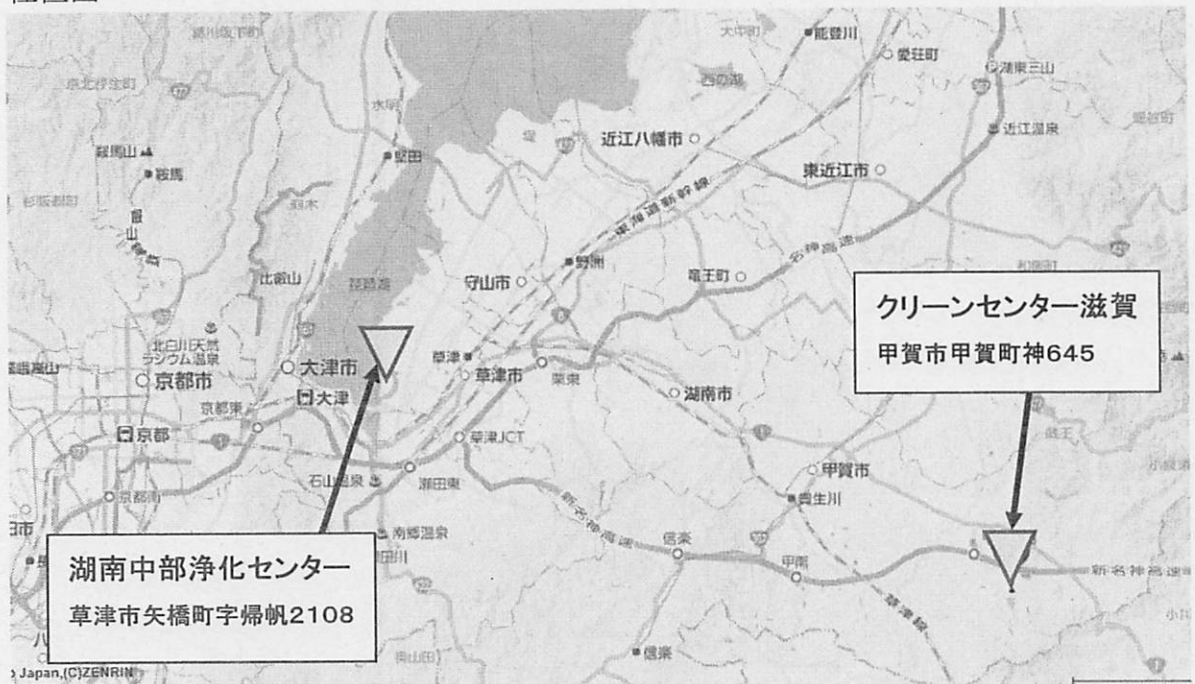 能登川
愛荘町
湖東三山
堅田
近江八幡市
近江温泉
鞍馬山
鞍馬
東近江市
東海道新幹線
名神高速
野洲
比叡山
守山市
竜王町
琵琶湖
クリーンセンター滋賀
甲賀市甲賀町神645
北白川天然
ラジウム温泉
京都市
大津市
大津
草津
草津市
栗東
湖南市
京都東
京都
草津JCT
甲賀市
石山温泉
瀬田東
貴生川
京都南
新名神高速
南郷温泉
信楽
甲南
新名神高速
湖南中部浄化センター
草津市矢橋町字帰帆2108
草津線
信楽
Japan,(C)ZENRIN